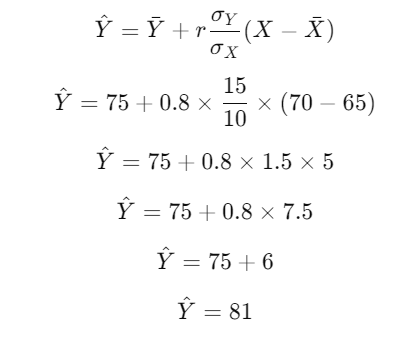 Ŷ = Ȳ + r σ_Y/σ_X (X − X̄)
Ŷ = 75 + 0.8 × 15/10 × (70 − 65)
Ŷ = 75 + 0.8 × 1.5 × 5
Ŷ = 75 + 0.8 × 7.5
Ŷ = 75 + 6
Ŷ = 81